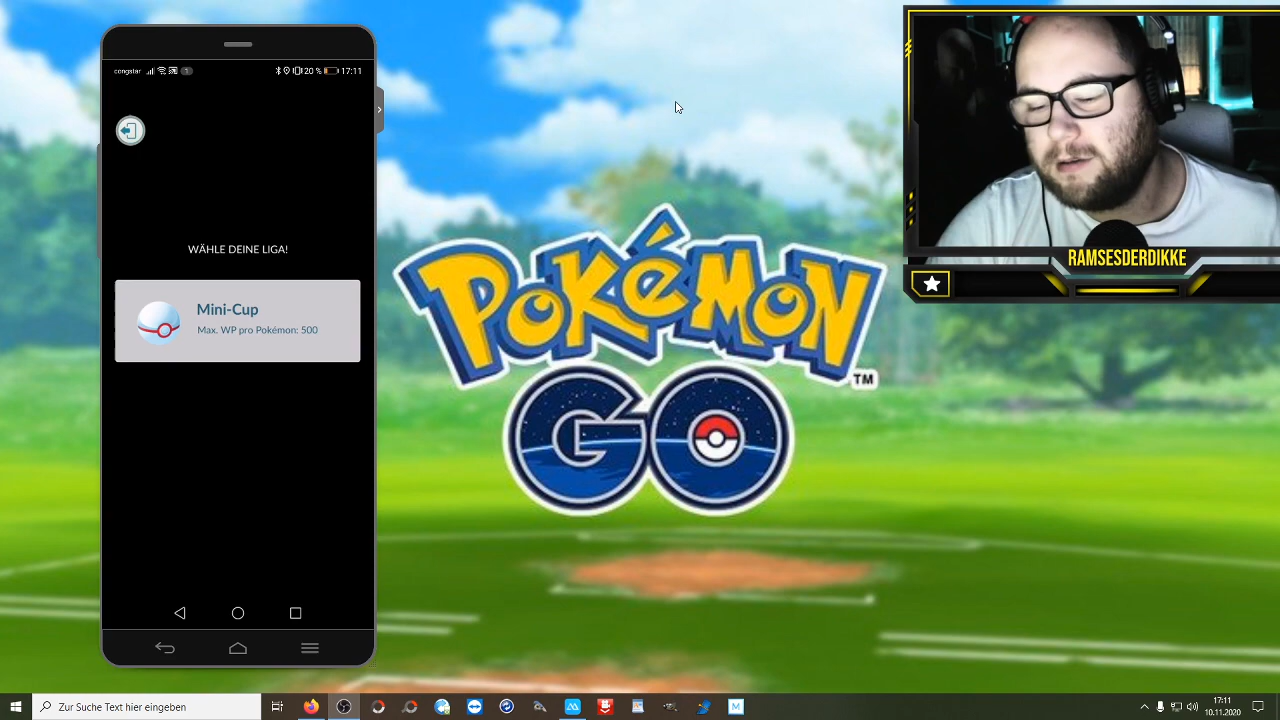 congstar 1 20 % 17:11
WÄHLE DEINE LIGA!
Mini-Cup
Max. WP pro Pokémon: 500
POKéMON
TM
GO
RAMSESDERDIKKE
Zur Suche Text hier eingeben
M
17:11
10.11.2020